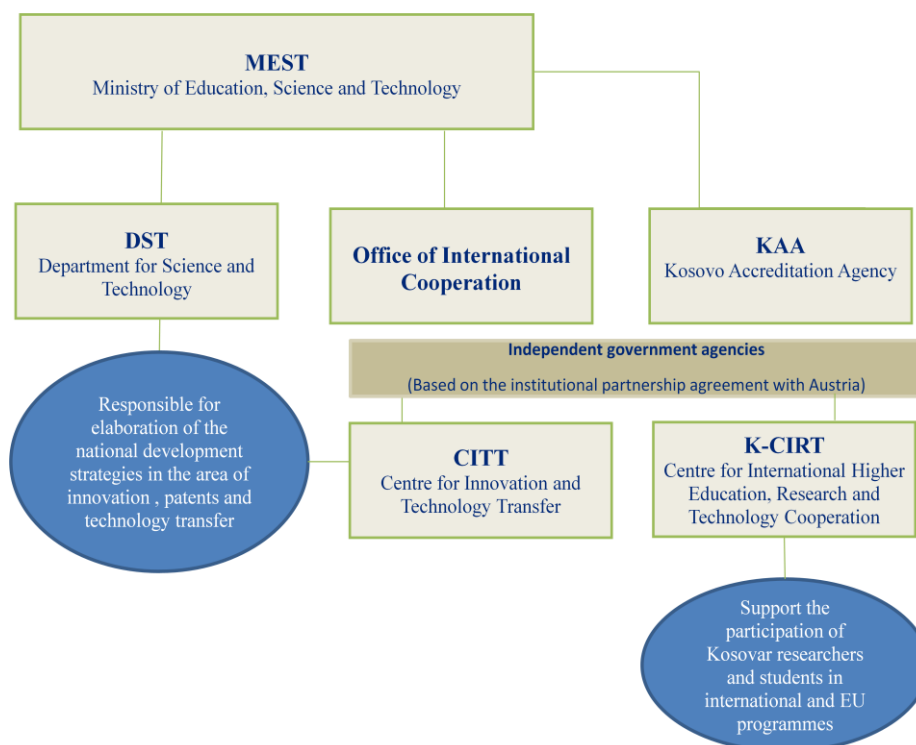 MEST
Ministry of Education, Science and Technology
DST
Department for Science and
Technology
Office of International
Cooperation
KAA
Kosovo Accreditation Agency
Independent government agencies
(Based on the institutional partnership agreement with Austria)
Responsible for
elaboration of the
national development
strategies in the area of
innovation , patents and
technology transfer
CITT
Centre for Innovation and
Technology Transfer
K-CIRT
Centre for International Higher
Education, Research and
Technology Cooperation
Support the
participation of
Kosovar researchers
and students in
international and EU
programmes